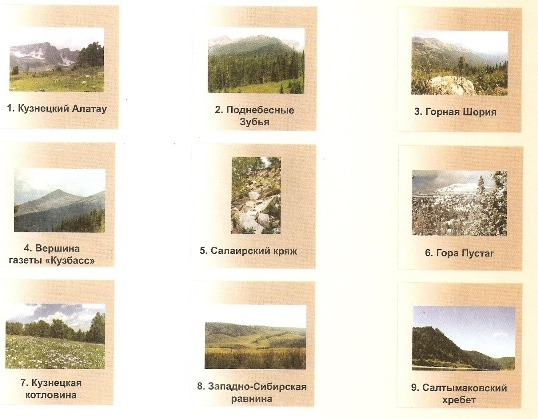 1. Кузнецкий Алатау
2. Поднебесные
Зубья
3. Горная Шория
4. Вершина
газеты «Кузбасс»
5. Салаирский кряж
6. Гора Пустаг
7. Кузнецкая
котловина
8. Западно-Сибирская
равнина
9. Салтымаковский
хребет